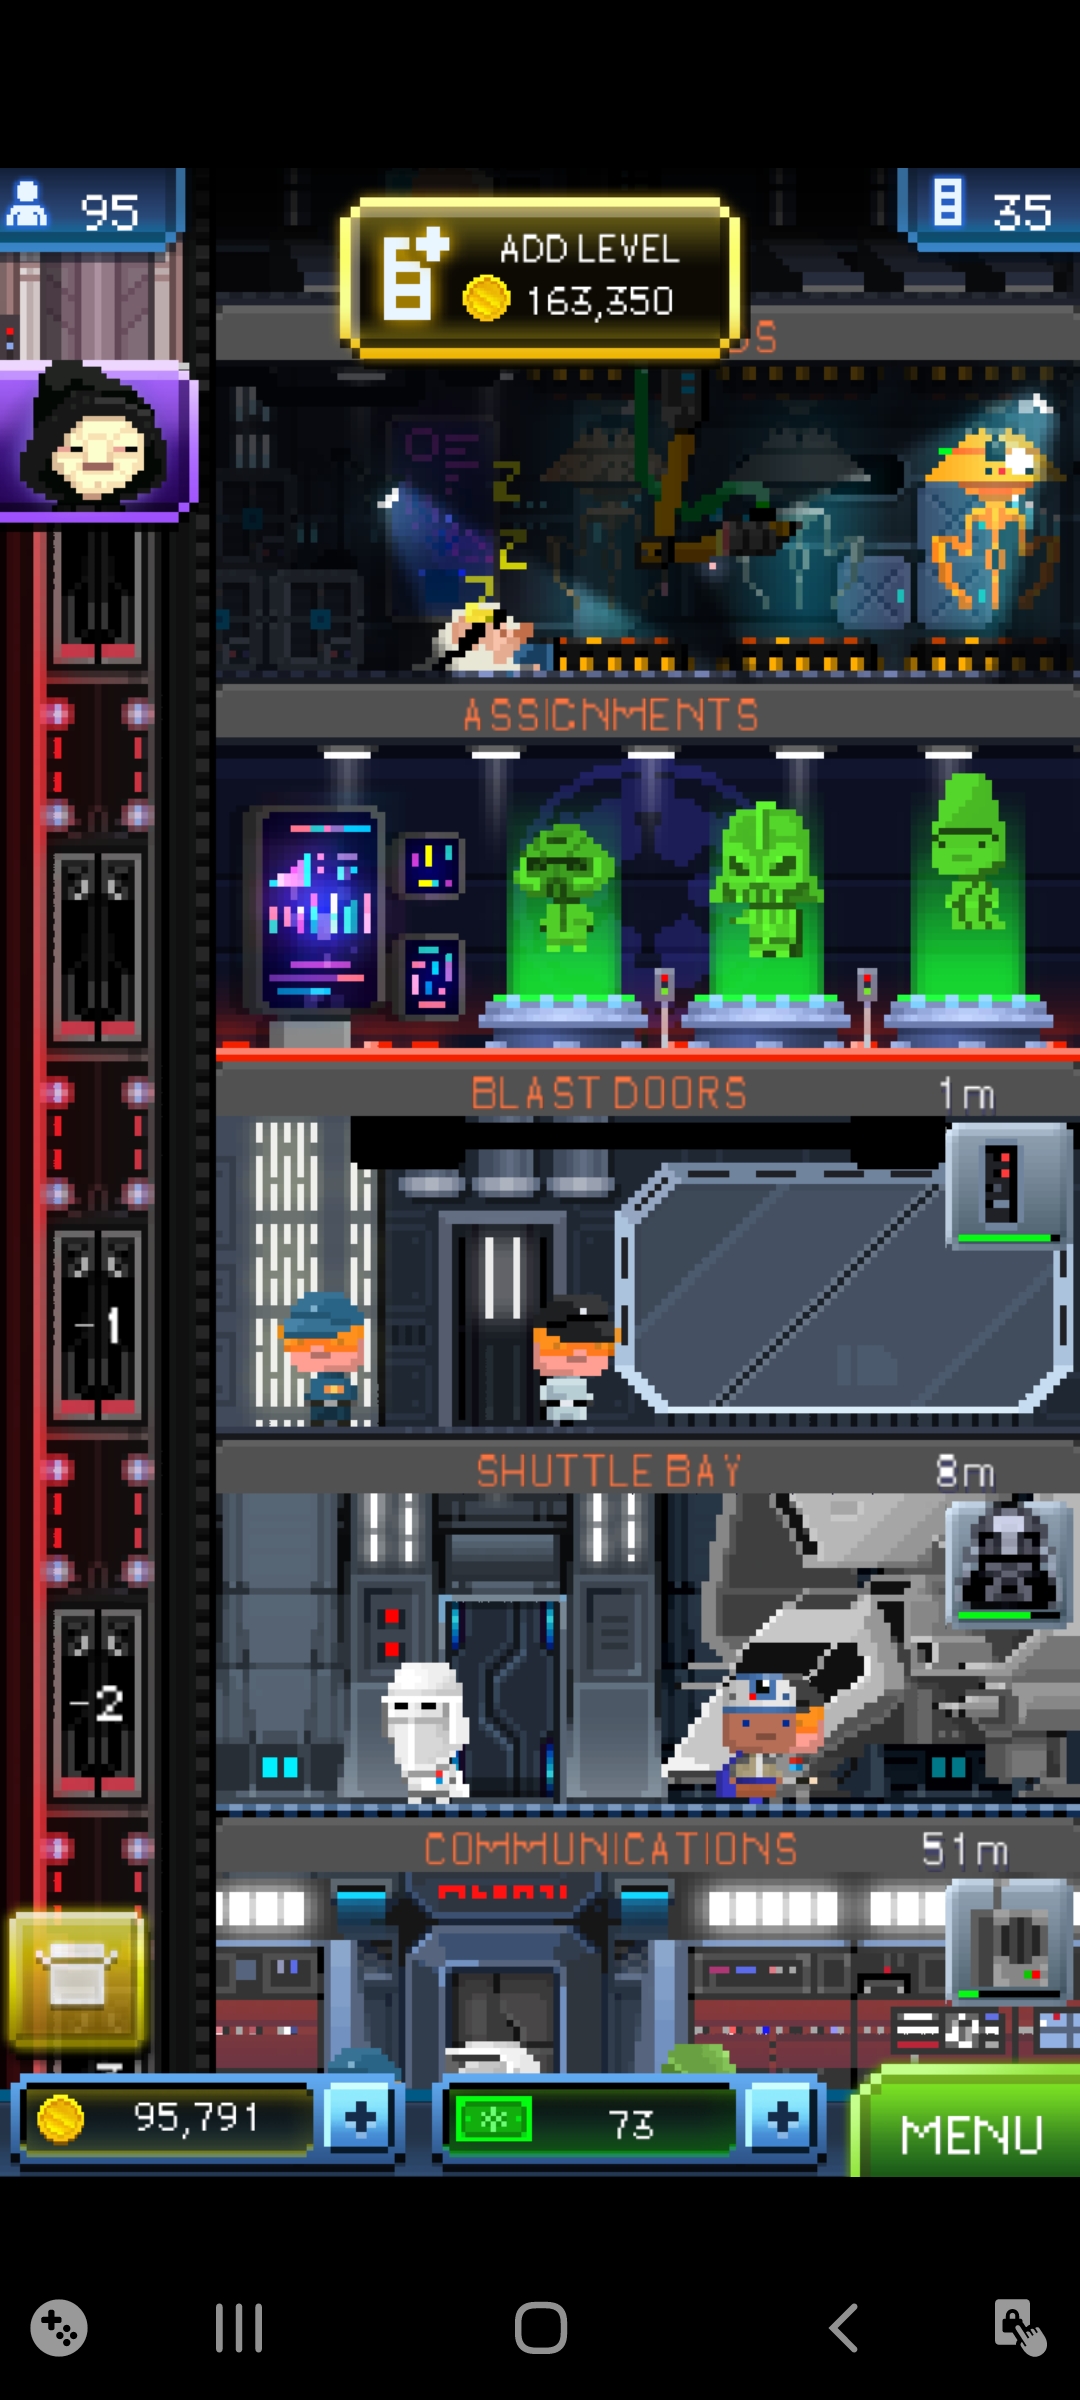 95
ADD LEVEL
163,350
35
ASSIGNMENTS
BLAST DOORS
1m
-1
SHUTTLE BAY
8m
-2
COMMUNICATIONS
51m
95,791
73
MENU